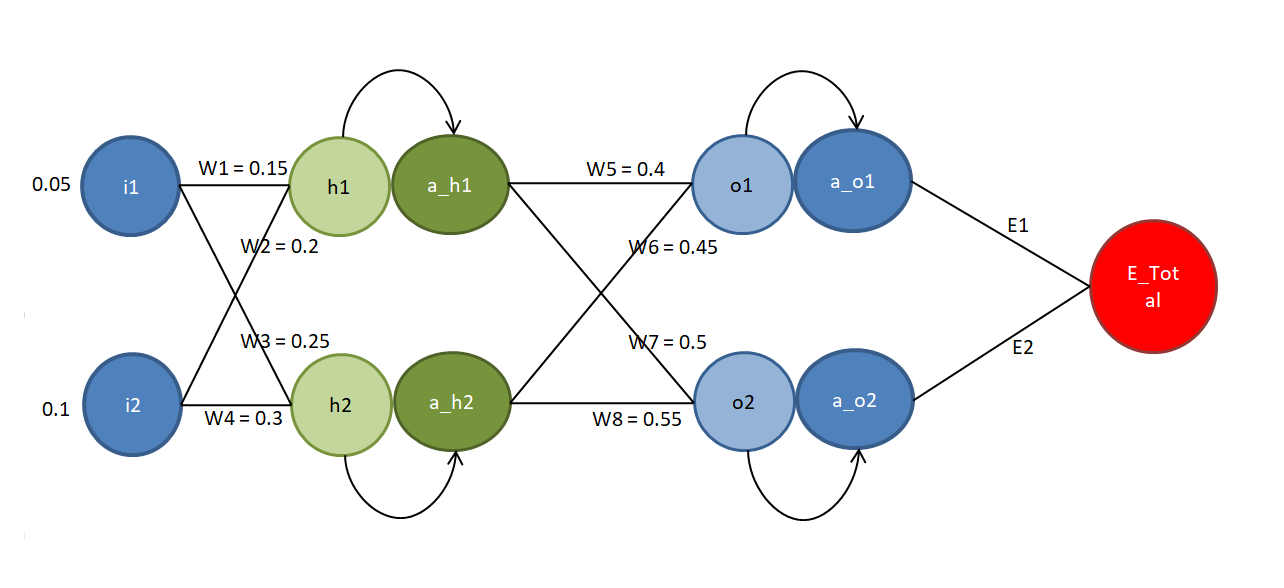 0.05
i1
W1 = 0.15
h1
a_h1
W5 = 0.4
o1
a_o1
E1
W2 = 0.2
W6 = 0.45
E_Tot
al
W3 = 0.25
W7 = 0.5
E2
0.1
i2
W4 = 0.3
h2
a_h2
W8 = 0.55
o2
a_o2